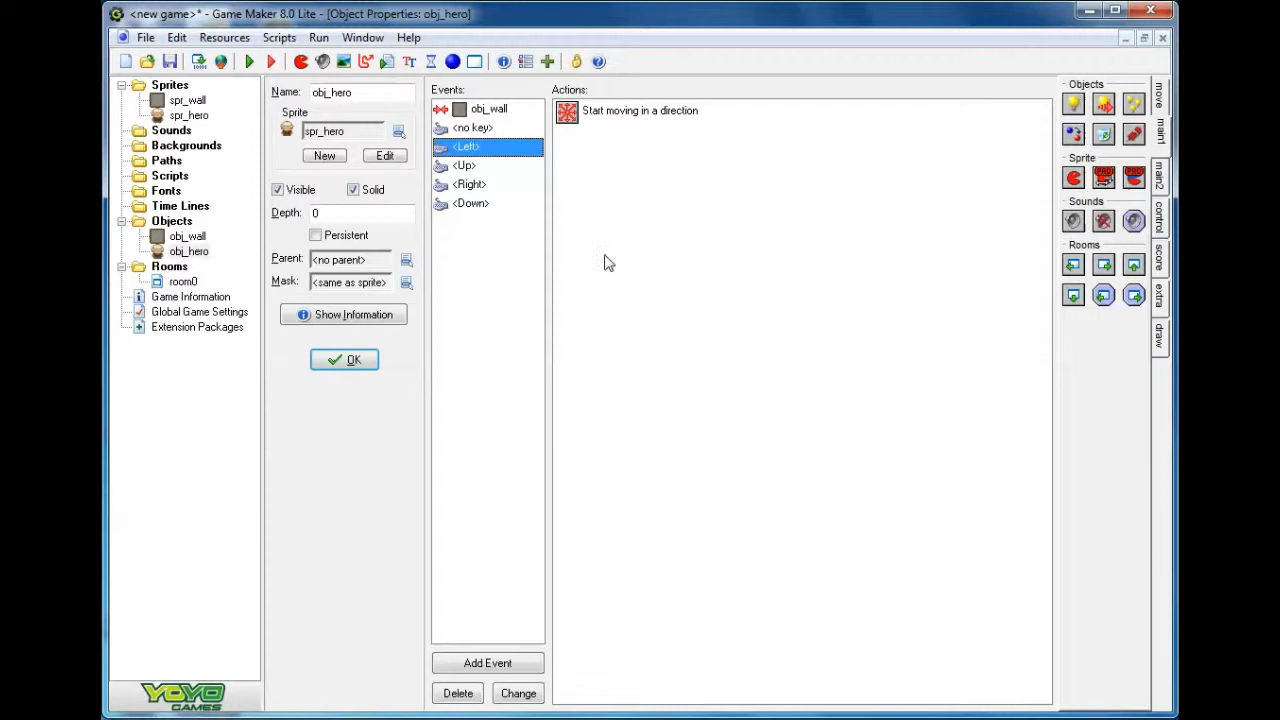 <new game>* - Game Maker 8.0 Lite - [Object Properties: obj_hero]
File Edit Resources Scripts Run Window Help
Sprites
spr_wall
spr_hero
Sounds
Backgrounds
Paths
Scripts
Fonts
Time Lines
Objects
obj_wall
obj_hero
Rooms
room0
Game Information
Global Game Settings
Extension Packages
YOYO
GAMES
Name: obj_hero
Sprite
spr_hero
New Edit
Visible Solid
Depth: 0
Persistent
Parent: <no parent>
Mask: <same as sprite>
Show Information
OK
Events:
obj_wall
<no key>
<Left>
<Up>
<Right>
<Down>
Add Event
Delete Change
Actions:
Start moving in a direction
Objects
Sprite
PRO PRO
Sounds
Rooms
move
main1
main2
control
score
extra
draw